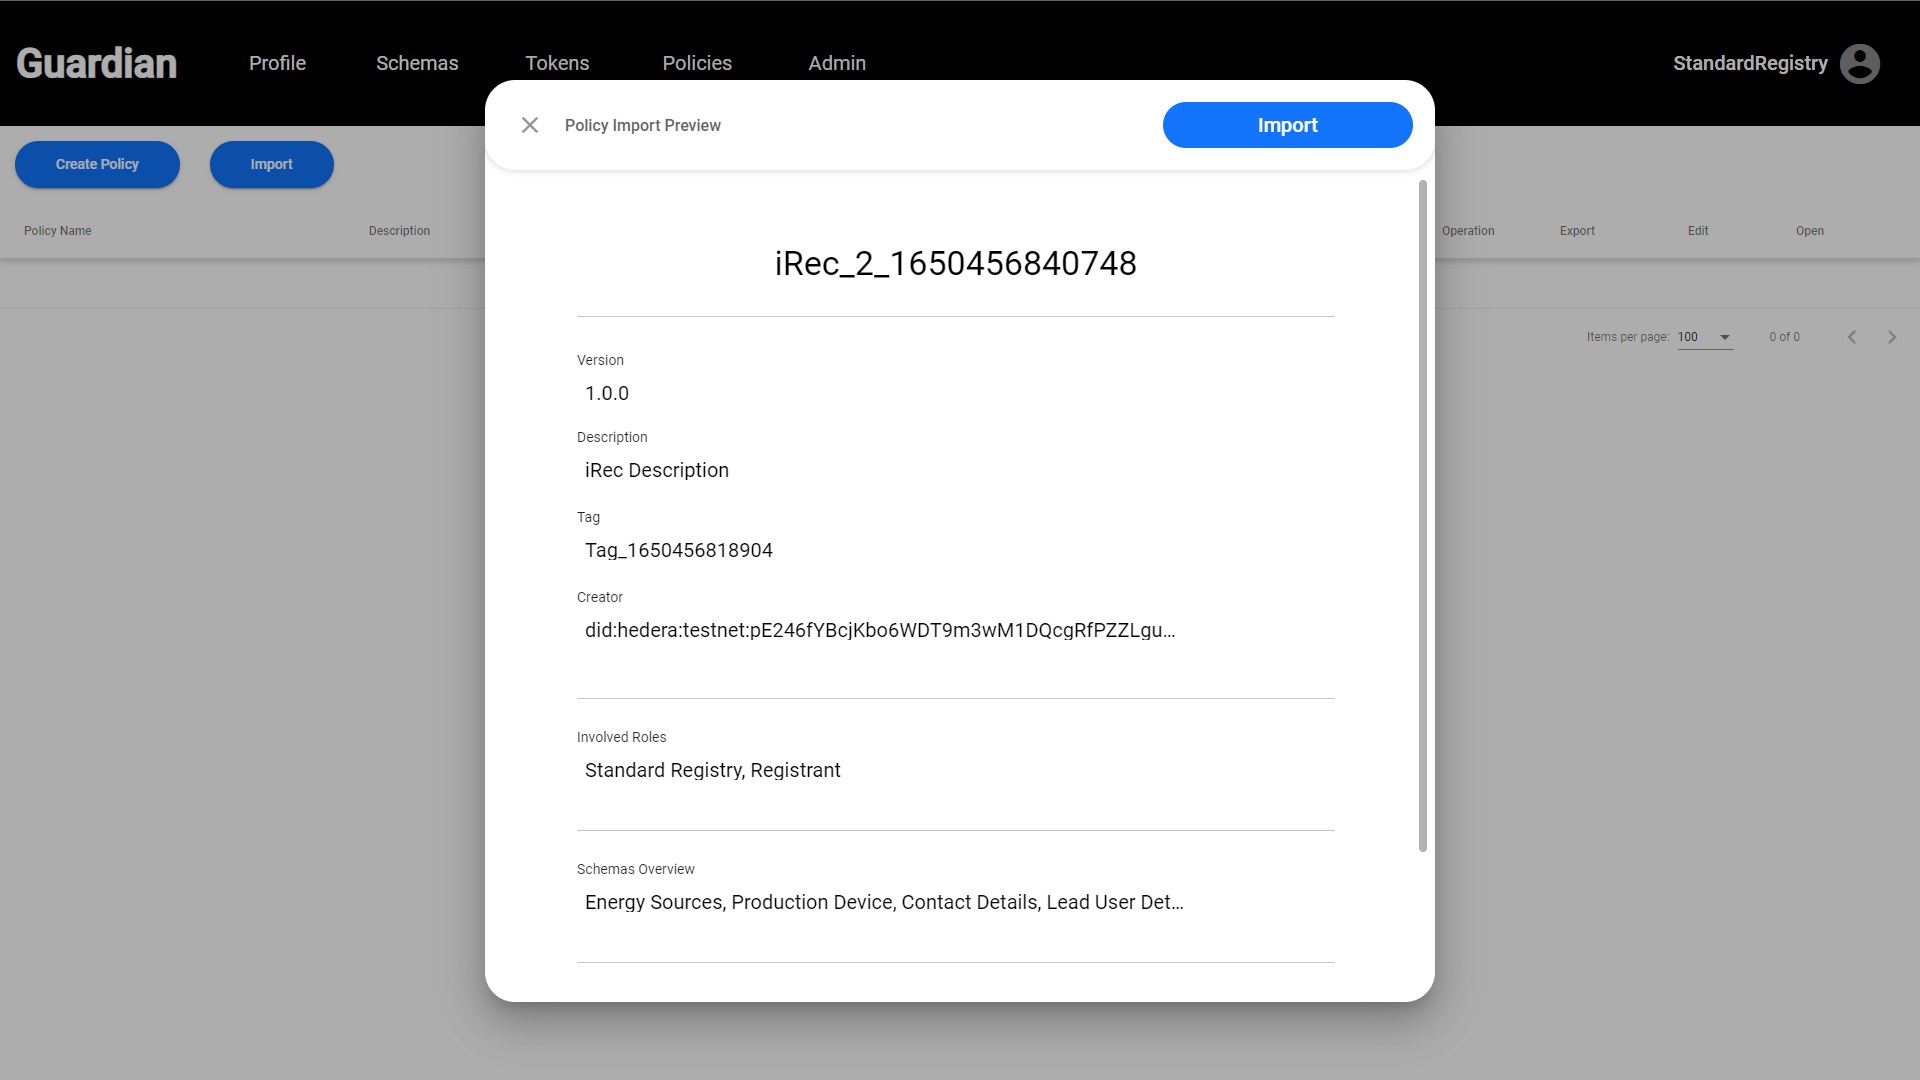 Guardian Profile Schemas Tokens Policies Admin StandardRegistry
Policy Import Preview Import
Create Policy Import
Policy Name Description Operation Export Edit Open
iRec_2_1650456840748
Items per page: 100 0 of 0
Version
1.0.0
Description
iRec Description
Tag
Tag_1650456818904
Creator
did:hedera:testnet:pE246fYBcjKbo6WDT9m3wM1DQcgRfPZZLgu...
Involved Roles
Standard Registry, Registrant
Schemas Overview
Energy Sources, Production Device, Contact Details, Lead User Det...